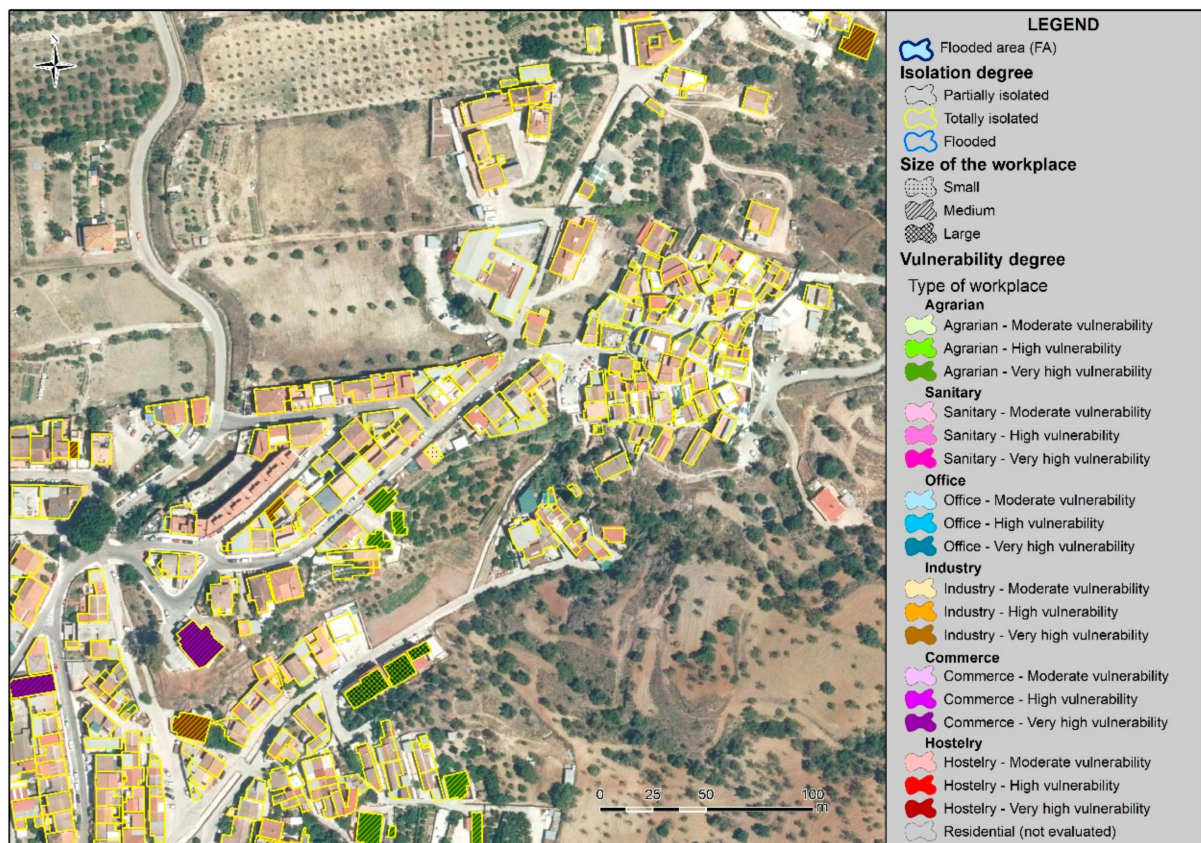 N
LEGEND
Flooded area (FA)
Isolation degree
Partially isolated
Totally isolated
Flooded
Size of the workplace
Small
Medium
Large
Vulnerability degree
Type of workplace
Agrarian
Agrarian - Moderate vulnerability
Agrarian - High vulnerability
Agrarian - Very high vulnerability
Sanitary
Sanitary - Moderate vulnerability
Sanitary - High vulnerability
Sanitary - Very high vulnerability
Office
Office - Moderate vulnerability
Office - High vulnerability
Office - Very high vulnerability
Industry
Industry - Moderate vulnerability
Industry - High vulnerability
Industry - Very high vulnerability
Commerce
Commerce - Moderate vulnerability
Commerce - High vulnerability
Commerce - Very high vulnerability
Hostelry
Hostelry - Moderate vulnerability
Hostelry - High vulnerability
Hostelry - Very high vulnerability
Residential (not evaluated)
0 25 50 100
m